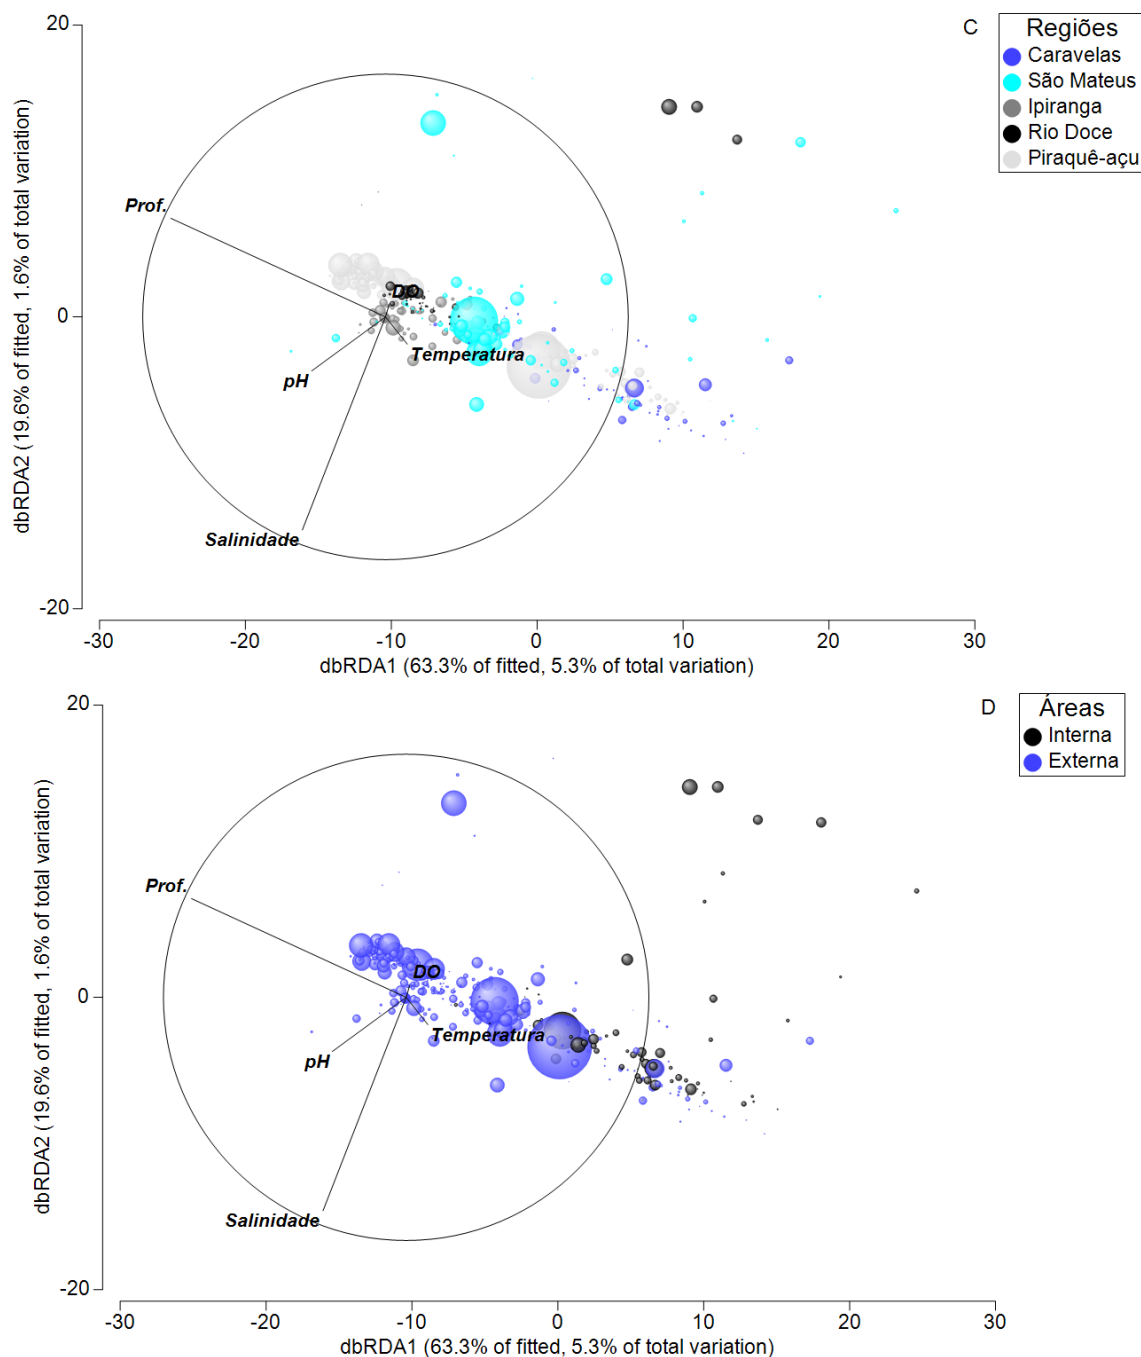 20
C
Regiões
Caravelas
São Mateus
Ipiranga
Rio Doce
Piraquê-açu
dbRDA2 (19.6% of fitted, 1.6% of total variation)
Prof.
DO
0
Temperatura
pH
Salinidade
-20
-30
-20
-10
0
10
20
30
dbRDA1 (63.3% of fitted, 5.3% of total variation)
20
D
Áreas
Interna
Externa
dbRDA2 (19.6% of fitted, 1.6% of total variation)
Prof.
DO
0
Temperatura
pH
Salinidade
-20
-30
-20
-10
0
10
20
30
dbRDA1 (63.3% of fitted, 5.3% of total variation)